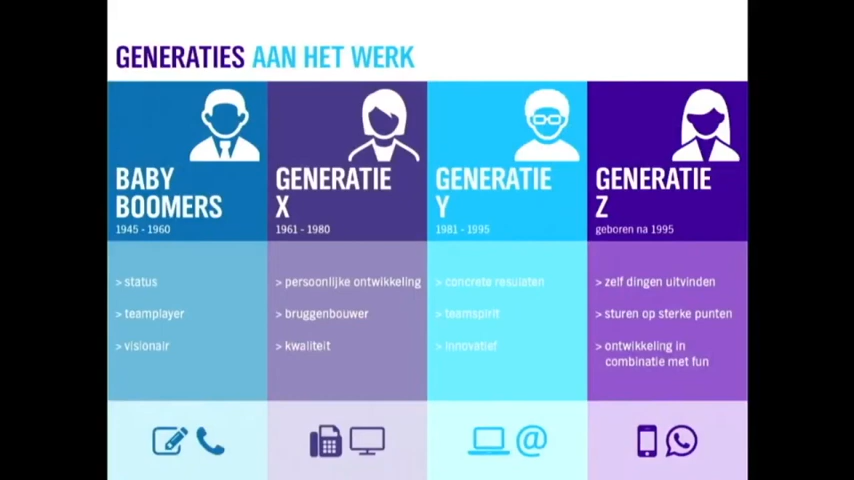 GENERATIES AAN HET WERK
BABY
BOOMERS
1945 - 1960
> status
> teamplayer
> visionair
GENERATIE
X
1961 - 1980
> persoonlijke ontwikkeling
> bruggenbouwer
> kwaliteit
GENERATIE
Y
1981 - 1995
> concrete resulaten
> teamspirit
> innovatief
GENERATIE
Z
geboren na 1995
> zelf dingen uitvinden
> sturen op sterke punten
> ontwikkeling in
combinatie met fun
@